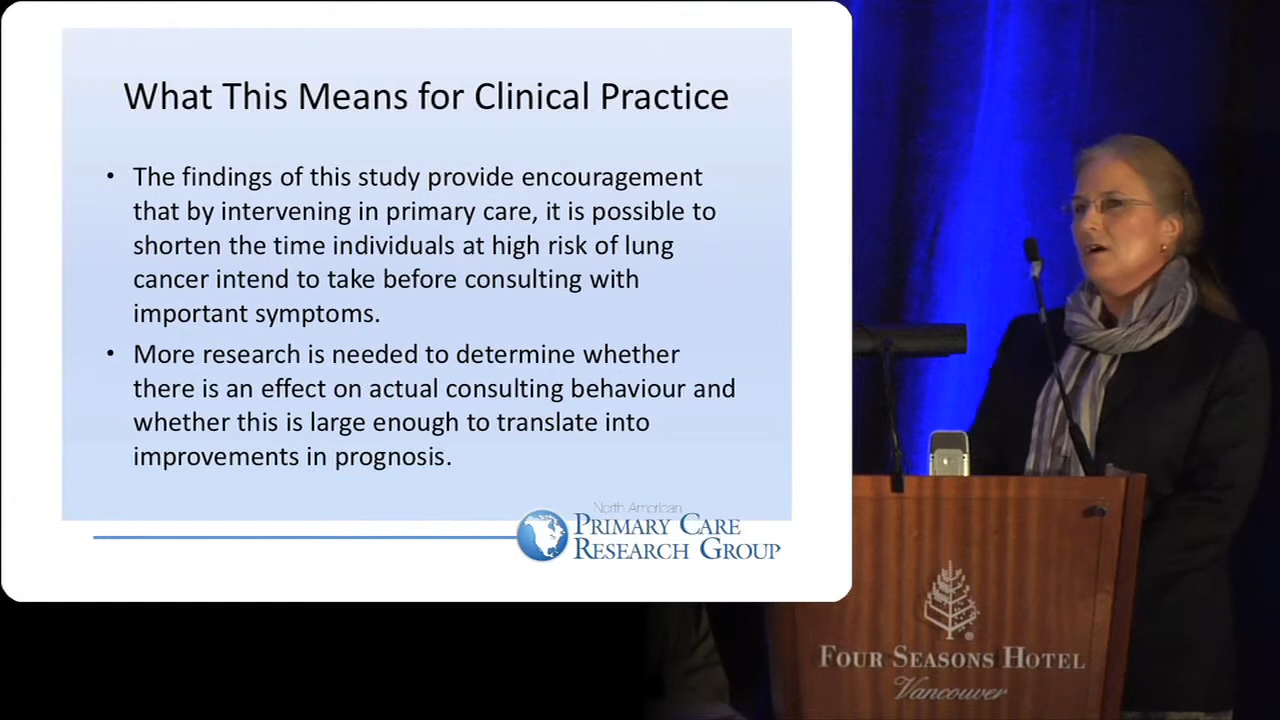 What This Means for Clinical Practice
• The findings of this study provide encouragement
that by intervening in primary care, it is possible to
shorten the time individuals at high risk of lung
cancer intend to take before consulting with
important symptoms.
• More research is needed to determine whether
there is an effect on actual consulting behaviour and
whether this is large enough to translate into
improvements in prognosis.
North American
PRIMARY CARE
RESEARCH GROUP
®
FOUR SEASONS HOTEL
Vancouver